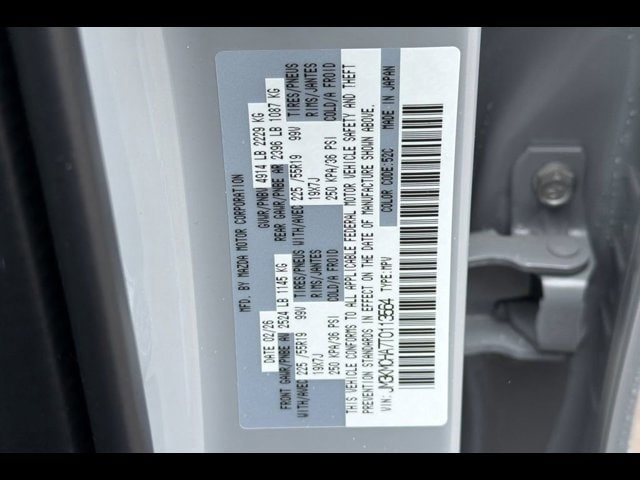 MFD. BY MAZDA MOTOR CORPORATION
DATE 02/26 GVWR/PNBV 4914 LB 2229 KG
FRONT GAWR/PNBE AV 2524 LB 1145 KG REAR GAWR/PNBE AR 2396 LB 1087 KG
WITH/AVEC 225 /55R19 99V TIRES/PNEUS WITH/AVEC 225 /55R19 99V TIRES/PNEUS
19X7J RIMS/JANTES 19X7J RIMS/JANTES
250 KPA/36 PSI COLD/A FROID 250 KPA/36 PSI COLD/A FROID
THIS VEHICLE CONFORMS TO ALL APPLICABLE FEDERAL MOTOR VEHICLE SAFETY AND THEFT
PREVENTION STANDARDS IN EFFECT ON THE DATE OF MANUFACTURE SHOWN ABOVE.
TYPE:MPV COLOR CODE:52C MADE IN JAPAN